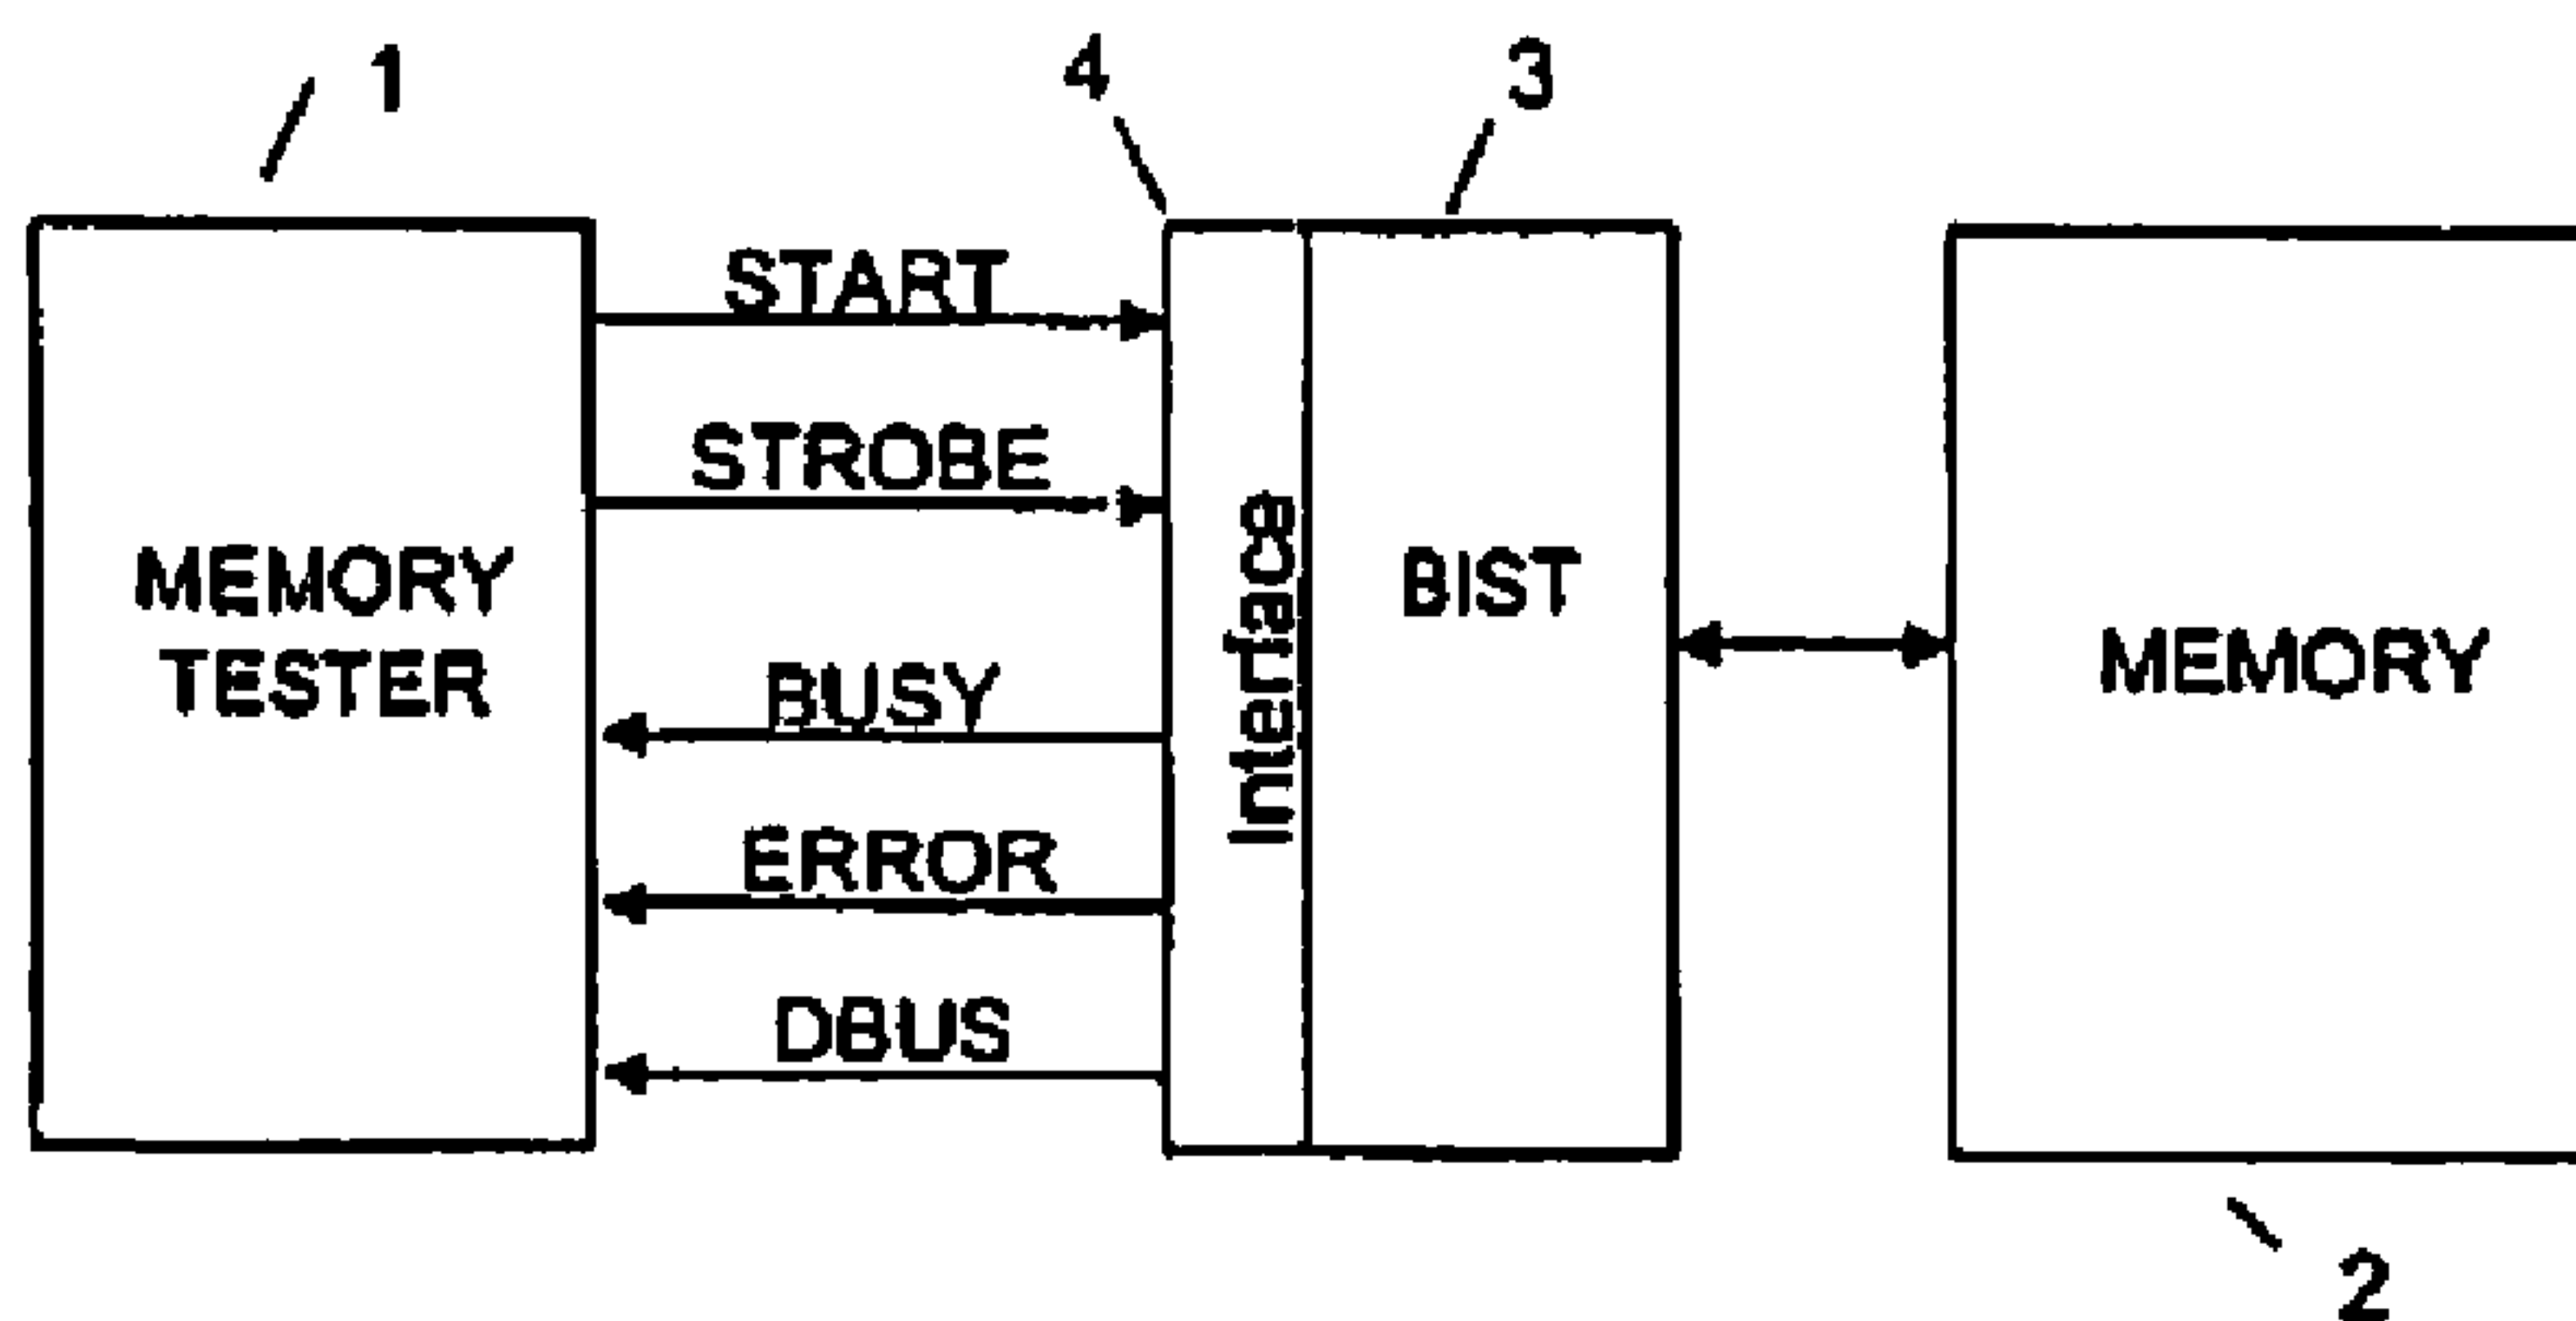 1
4
3
START
STROBE
MEMORY
TESTER
BUSY
ERROR
DBUS
Interface
BIST
MEMORY
2